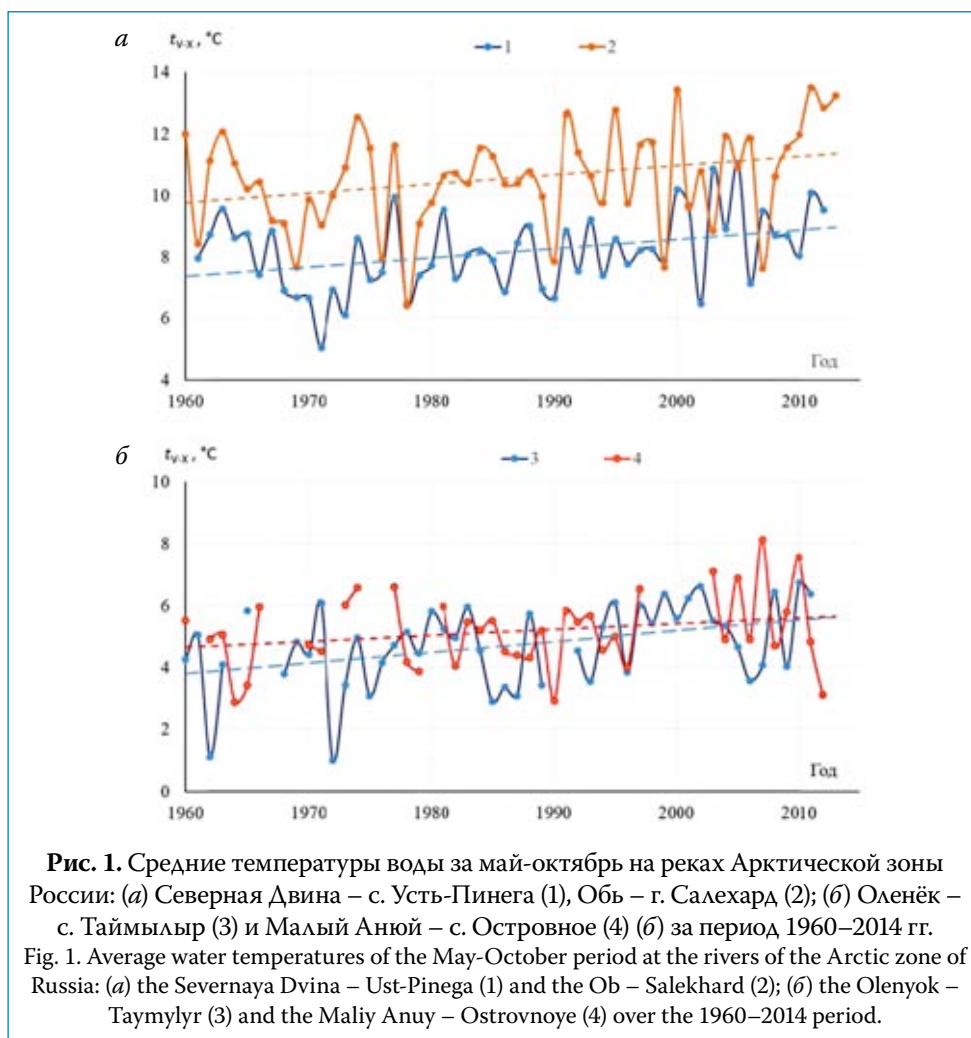 а
t_V-X, °C
1
2
14
12
10
8
6
4
Год
1960 1970 1980 1990 2000 2010
б
t_V-X, °C
3
4
10
8
6
4
2
0
Год
1960 1970 1980 1990 2000 2010
Рис. 1. Средние температуры воды за май-октябрь на реках Арктической зоны
России: (а) Северная Двина – с. Усть-Пинега (1), Обь – г. Салехард (2); (б) Оленёк –
с. Таймылыр (3) и Малый Анюй – с. Островное (4) (б) за период 1960–2014 гг.
Fig. 1. Average water temperatures of the May-October period at the rivers of the Arctic zone of
Russia: (а) the Severnaya Dvina – Ust-Pinega (1) and the Ob – Salekhard (2); (б) the Olenyok –
Taymylyr (3) and the Maliy Anuy – Ostrovnoye (4) over the 1960–2014 period.